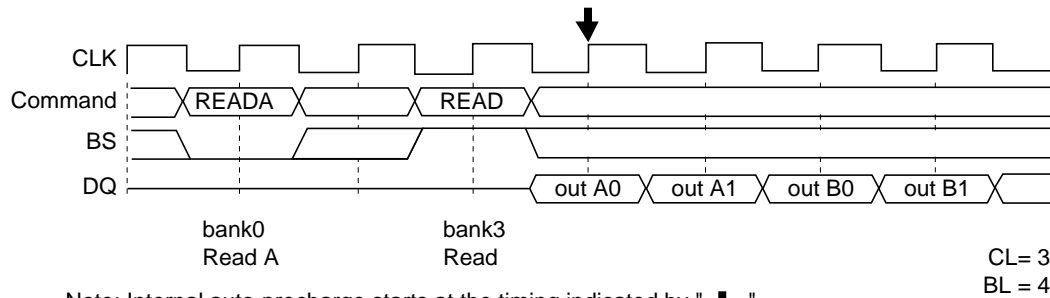 CLK
Command READA READ
BS
DQ out A0 out A1 out B0 out B1
bank0 bank3
Read A Read
CL= 3
BL = 4
Note: Internal auto-precharge starts at the timing indicated by " ".